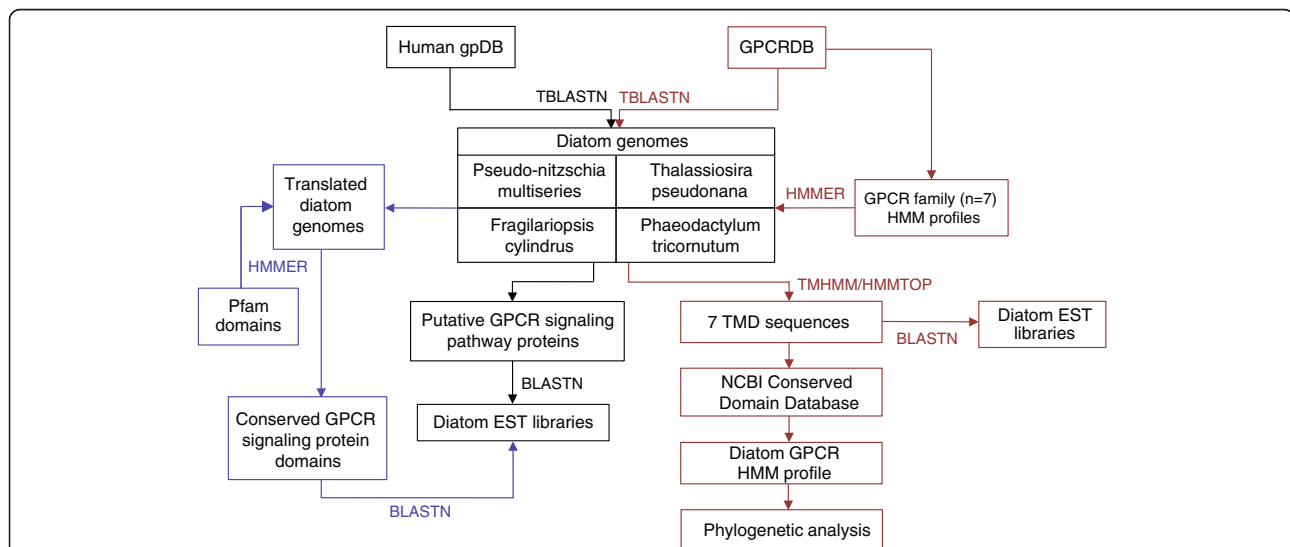 Human gpDB
GPCRDB
TBLASTN
TBLASTN
Diatom genomes
Pseudo-nitzschia
multiseries
Thalassiosira
pseudonana
Fragilariopsis
cylindrus
Phaeodactylum
tricornutum
Translated
diatom
genomes
HMMER
GPCR family (n=7)
HMM profiles
HMMER
Pfam
domains
TMHMM/HMMTOP
Putative GPCR signaling
pathway proteins
7 TMD sequences
BLASTN
Diatom EST
libraries
BLASTN
NCBI Conserved
Domain Database
Conserved GPCR
signaling protein
domains
Diatom EST libraries
Diatom GPCR
HMM profile
BLASTN
Phylogenetic analysis